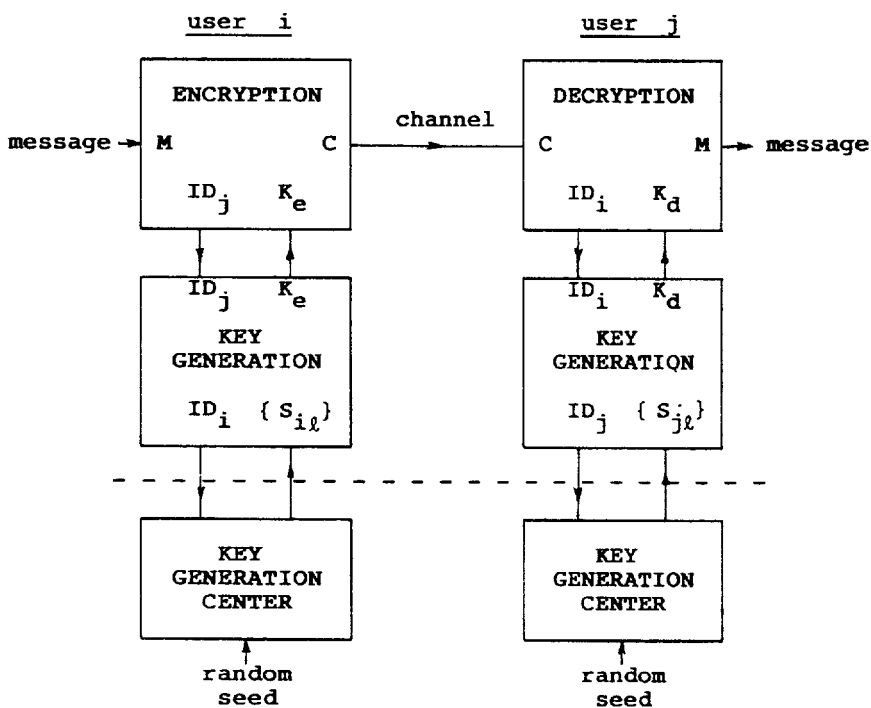 user i
user j
ENCRYPTION
DECRYPTION
channel
message
M
C
C
M
message
ID_j K_e
ID_i K_d
ID_j K_e
ID_i K_d
KEY
GENERATION
KEY
GENERATION
ID_i { S_iℓ }
ID_j { S_jℓ }
KEY
GENERATION
CENTER
KEY
GENERATION
CENTER
random
seed
random
seed